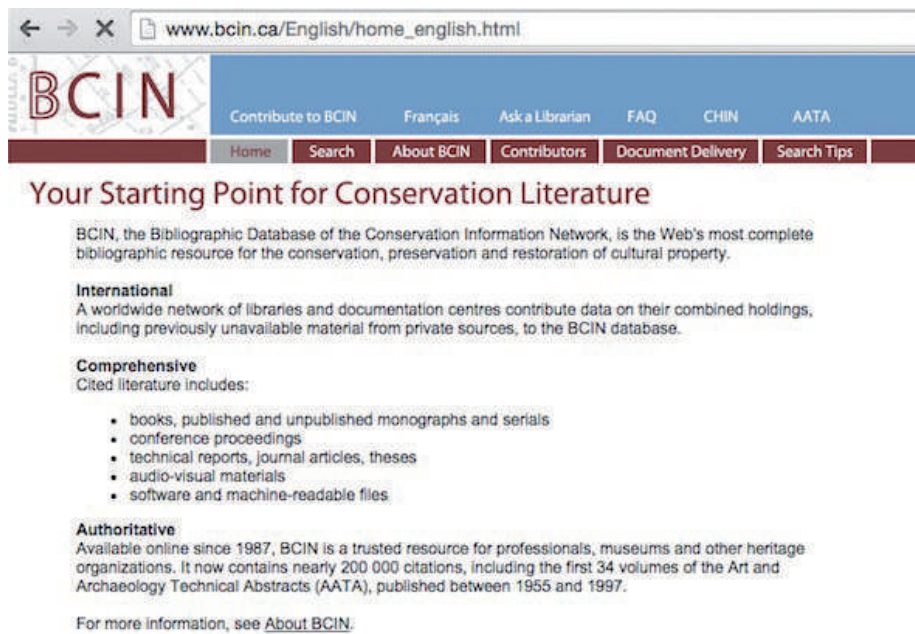 www.bcin.ca/English/home_english.html
BCIN
Contribute to BCIN Français Ask a Librarian FAQ CHIN AATA
Home Search About BCIN Contributors Document Delivery Search Tips
Your Starting Point for Conservation Literature
BCIN, the Bibliographic Database of the Conservation Information Network, is the Web's most complete
bibliographic resource for the conservation, preservation and restoration of cultural property.
International
A worldwide network of libraries and documentation centres contribute data on their combined holdings,
including previously unavailable material from private sources, to the BCIN database.
Comprehensive
Cited literature includes:
• books, published and unpublished monographs and serials
• conference proceedings
• technical reports, journal articles, theses
• audio-visual materials
• software and machine-readable files
Authoritative
Available online since 1987, BCIN is a trusted resource for professionals, museums and other heritage
organizations. It now contains nearly 200 000 citations, including the first 34 volumes of the Art and
Archaeology Technical Abstracts (AATA), published between 1955 and 1997.
For more information, see About BCIN.